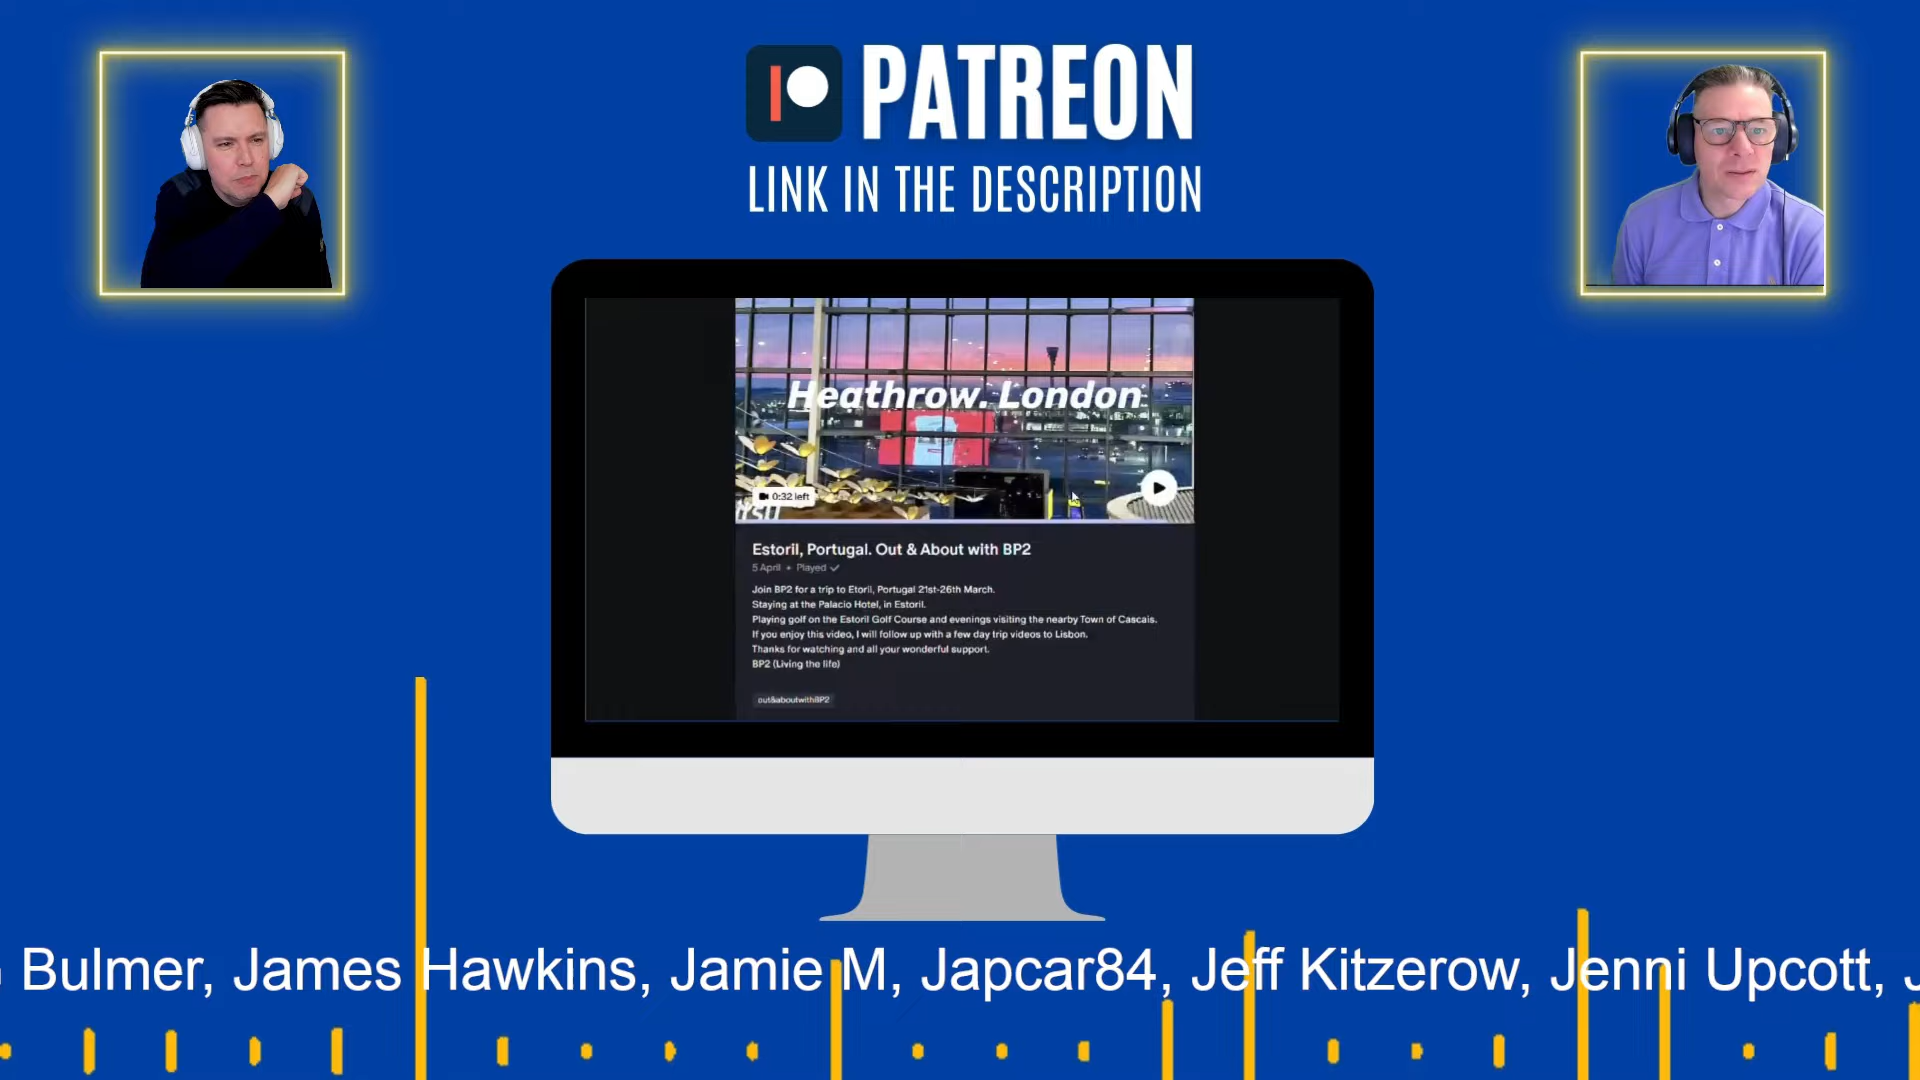 PATREON
LINK IN THE DESCRIPTION
Heathrow. London
0:32 left
Estoril, Portugal. Out & About with BP2
5 April • Played ✓
Join BP2 for a trip to Etoril, Portugal 21st-26th March.
Staying at the Palacio Hotel, in Estoril.
Playing golf on the Estoril Golf Course and evenings visiting the nearby Town of Cascais.
If you enjoy this video, I will follow up with a few day trip videos to Lisbon.
Thanks for watching and all your wonderful support.
BP2 (Living the life)
out&aboutwithBP2
Bulmer, James Hawkins, Jamie M, Japcar84, Jeff Kitzerow, Jenni Upcott,